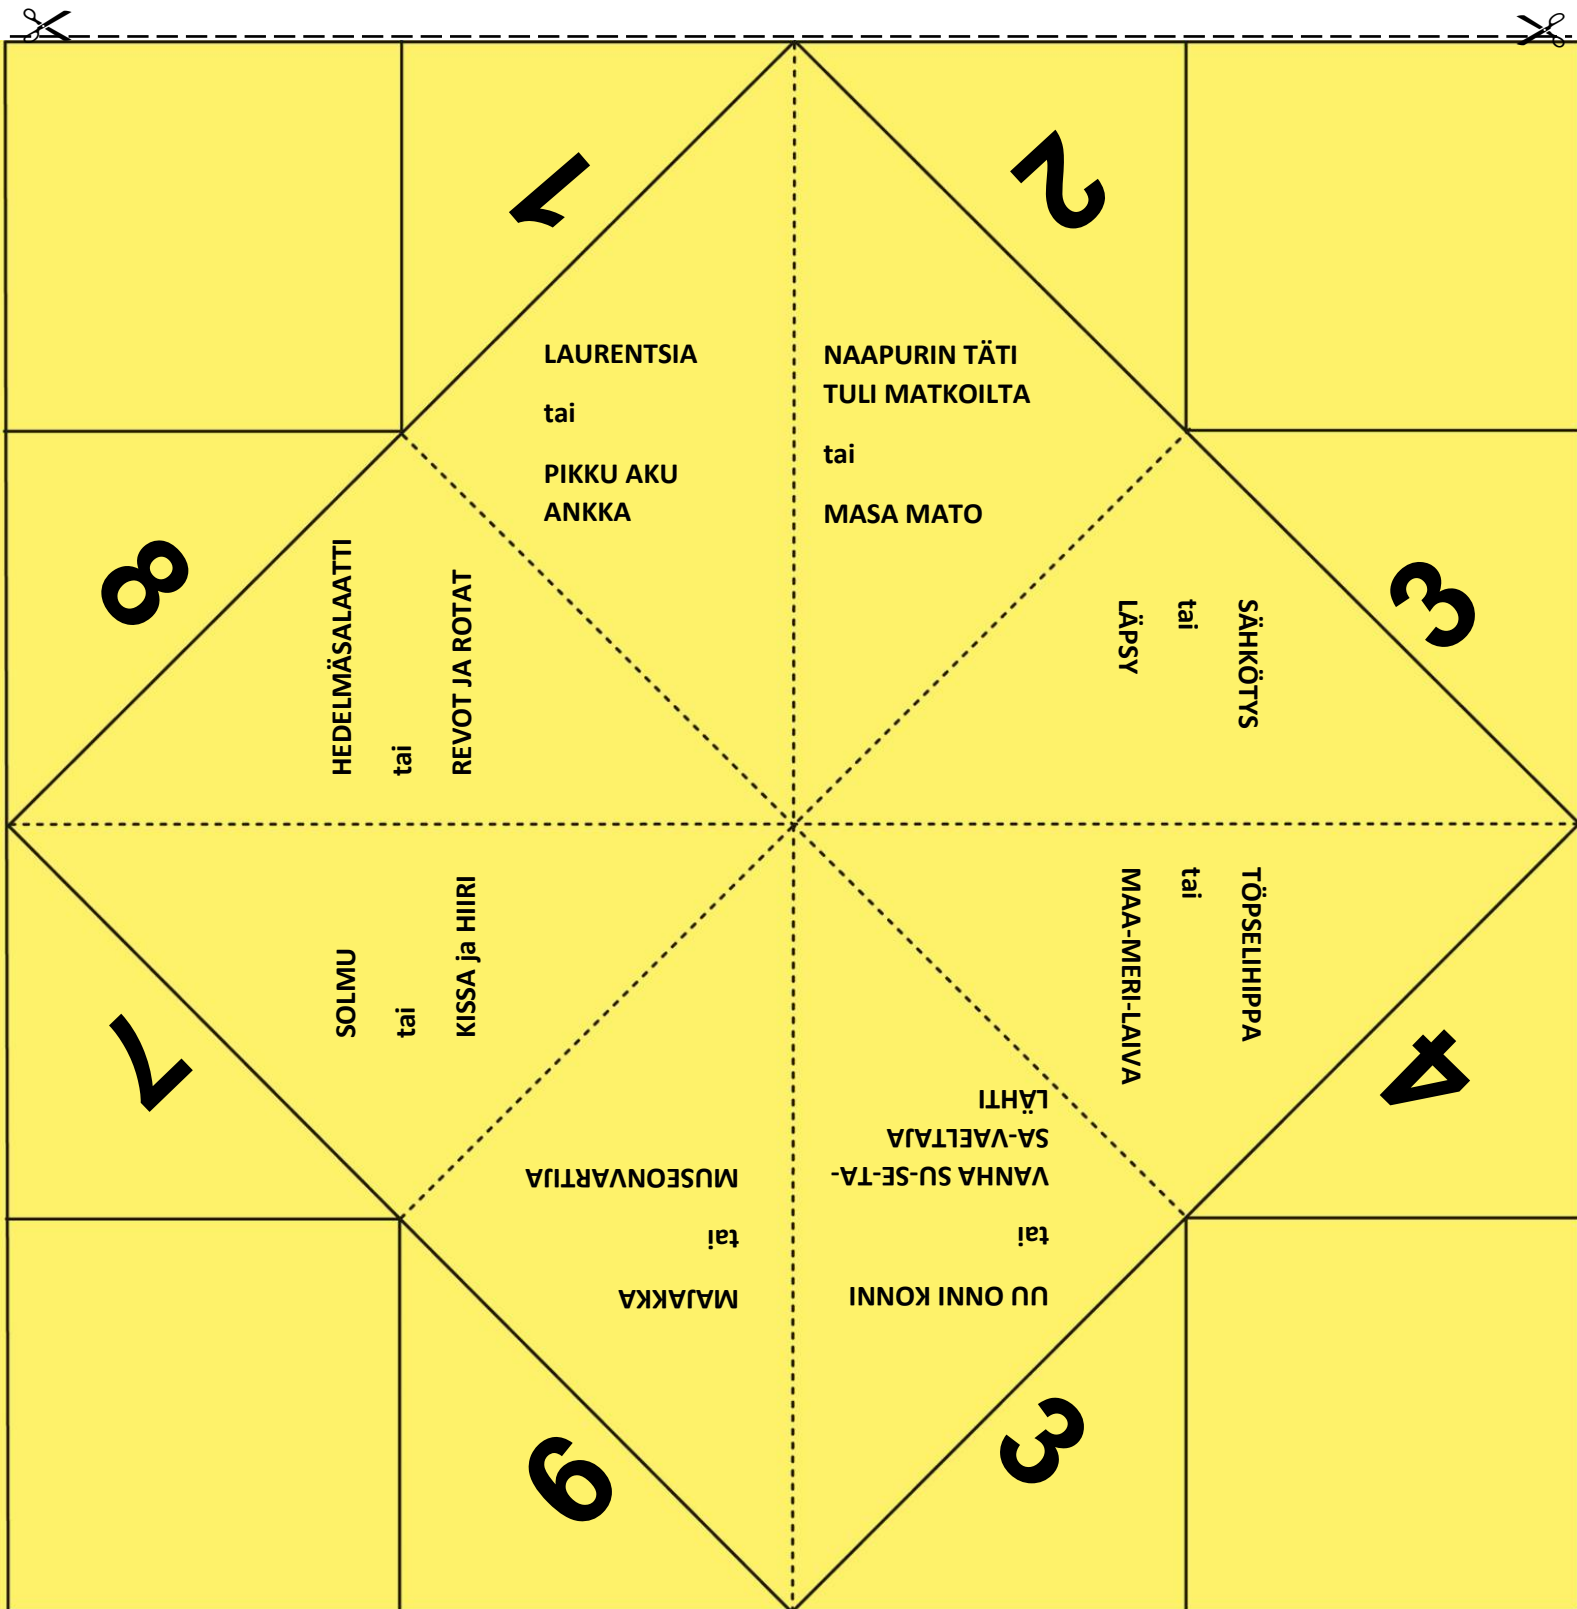 1
2
LAURENTSIA
tai
PIKKU AKU
ANKKA
NAAPURIN TÄTI
TULI MATKOILTA
tai
MASA MATO
3
SÄHKÖTYS
tai
LÄPSY
4
TÖPSELIHIPPA
tai
MAA-MERI-LAIVA
3
UU ONNI KONNI
tai
VANHA SU-SE-TA-
SA-VAELTAJA
LÄHTI
6
MAJAKKA
tai
MUSEONVARTIJA
7
SOLMU
tai
KISSA ja HIIRI
8
HEDELMÄSALAATTI
tai
REVOT JA ROTAT